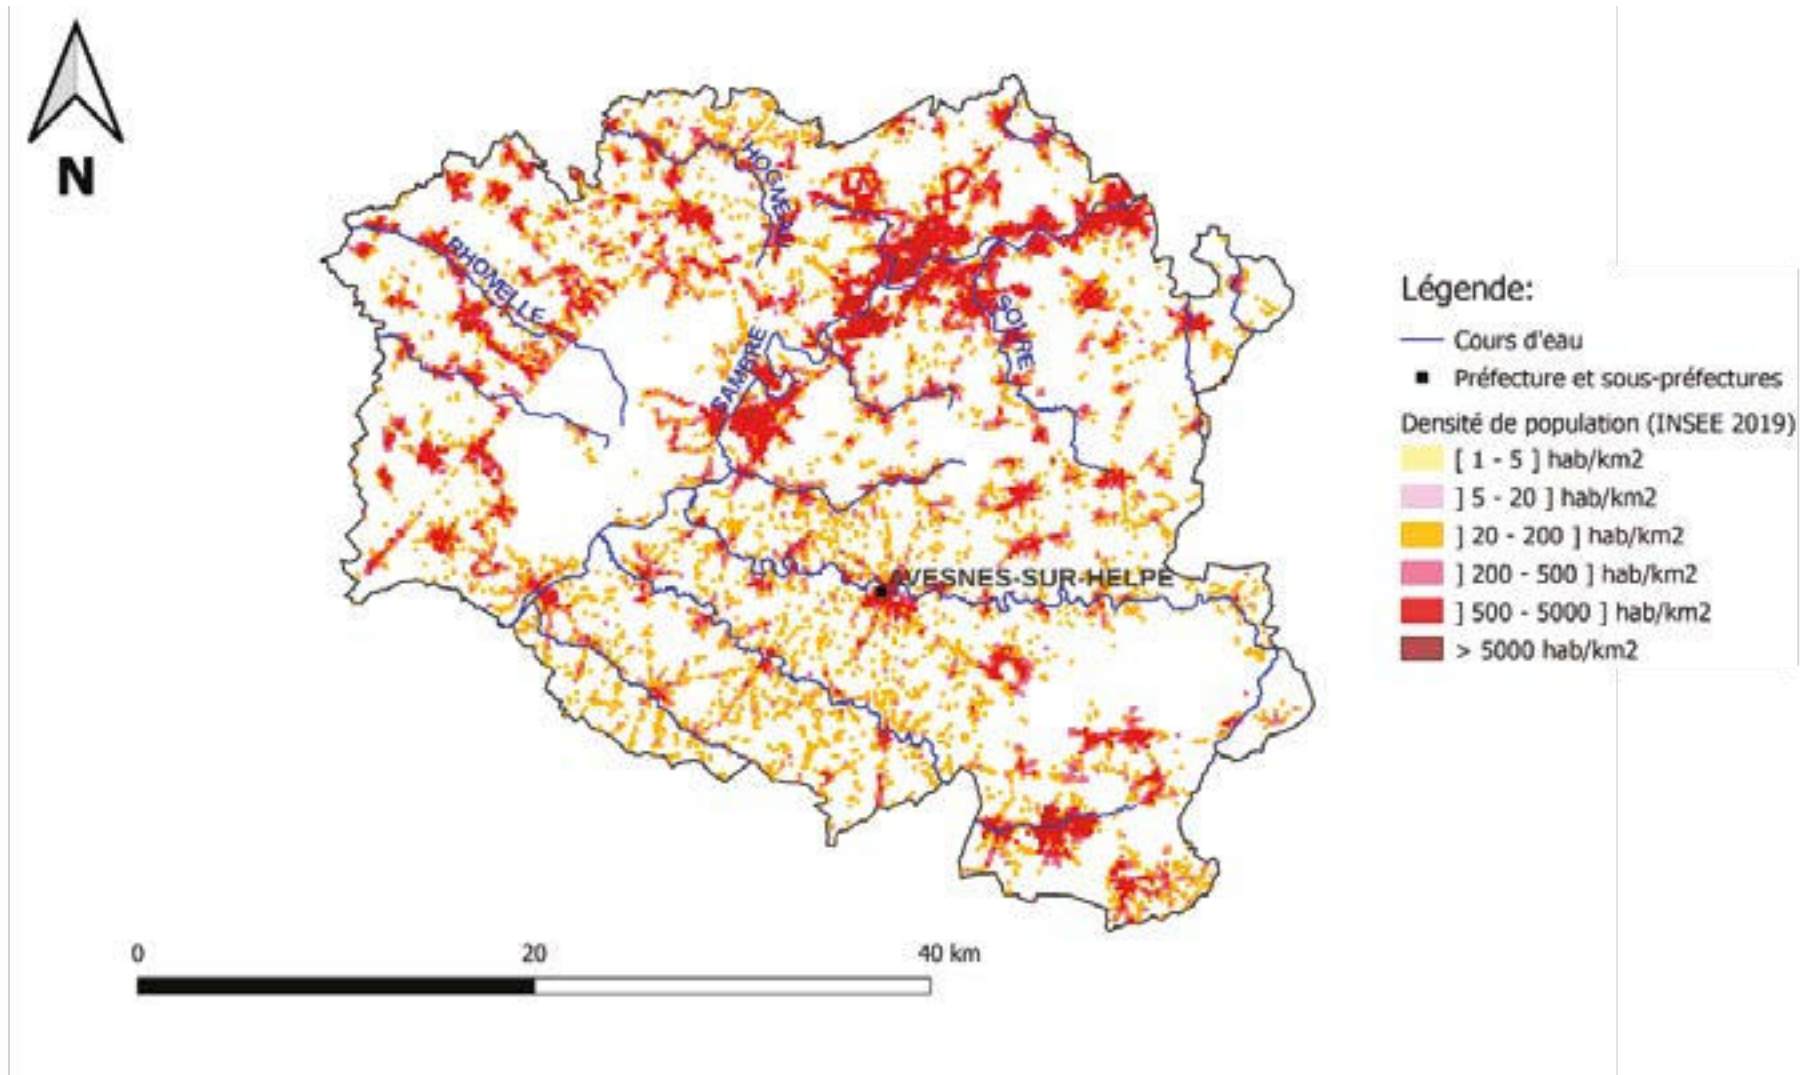 N
HOGNEAU
RHONELLE
SAMBRE
SOLRE
AVESNES-SUR-HELPE
Légende:
Cours d'eau
Préfecture et sous-préfectures
Densité de population (INSEE 2019)
[ 1 - 5 ] hab/km2
] 5 - 20 ] hab/km2
] 20 - 200 ] hab/km2
] 200 - 500 ] hab/km2
] 500 - 5000 ] hab/km2
> 5000 hab/km2
0 20 40 km